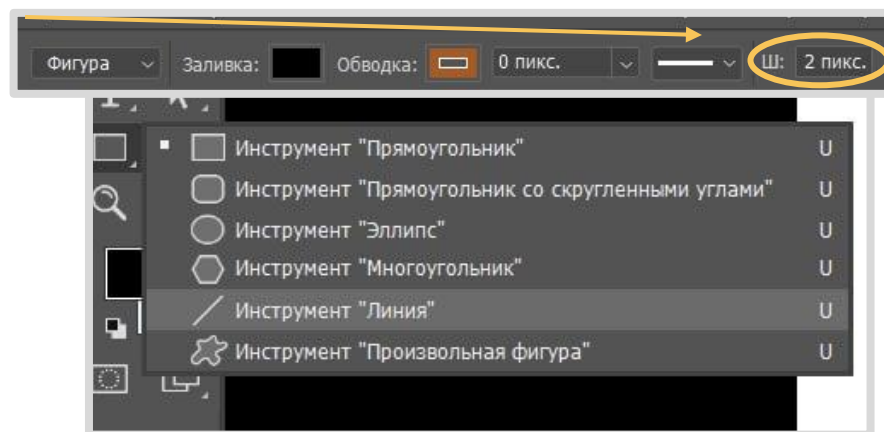 Фигура Заливка: Обводка: 0 пикс. Ш: 2 пикс.
Инструмент "Прямоугольник" U
Инструмент "Прямоугольник со скругленными углами" U
Инструмент "Эллипс" U
Инструмент "Многоугольник" U
Инструмент "Линия" U
Инструмент "Произвольная фигура" U